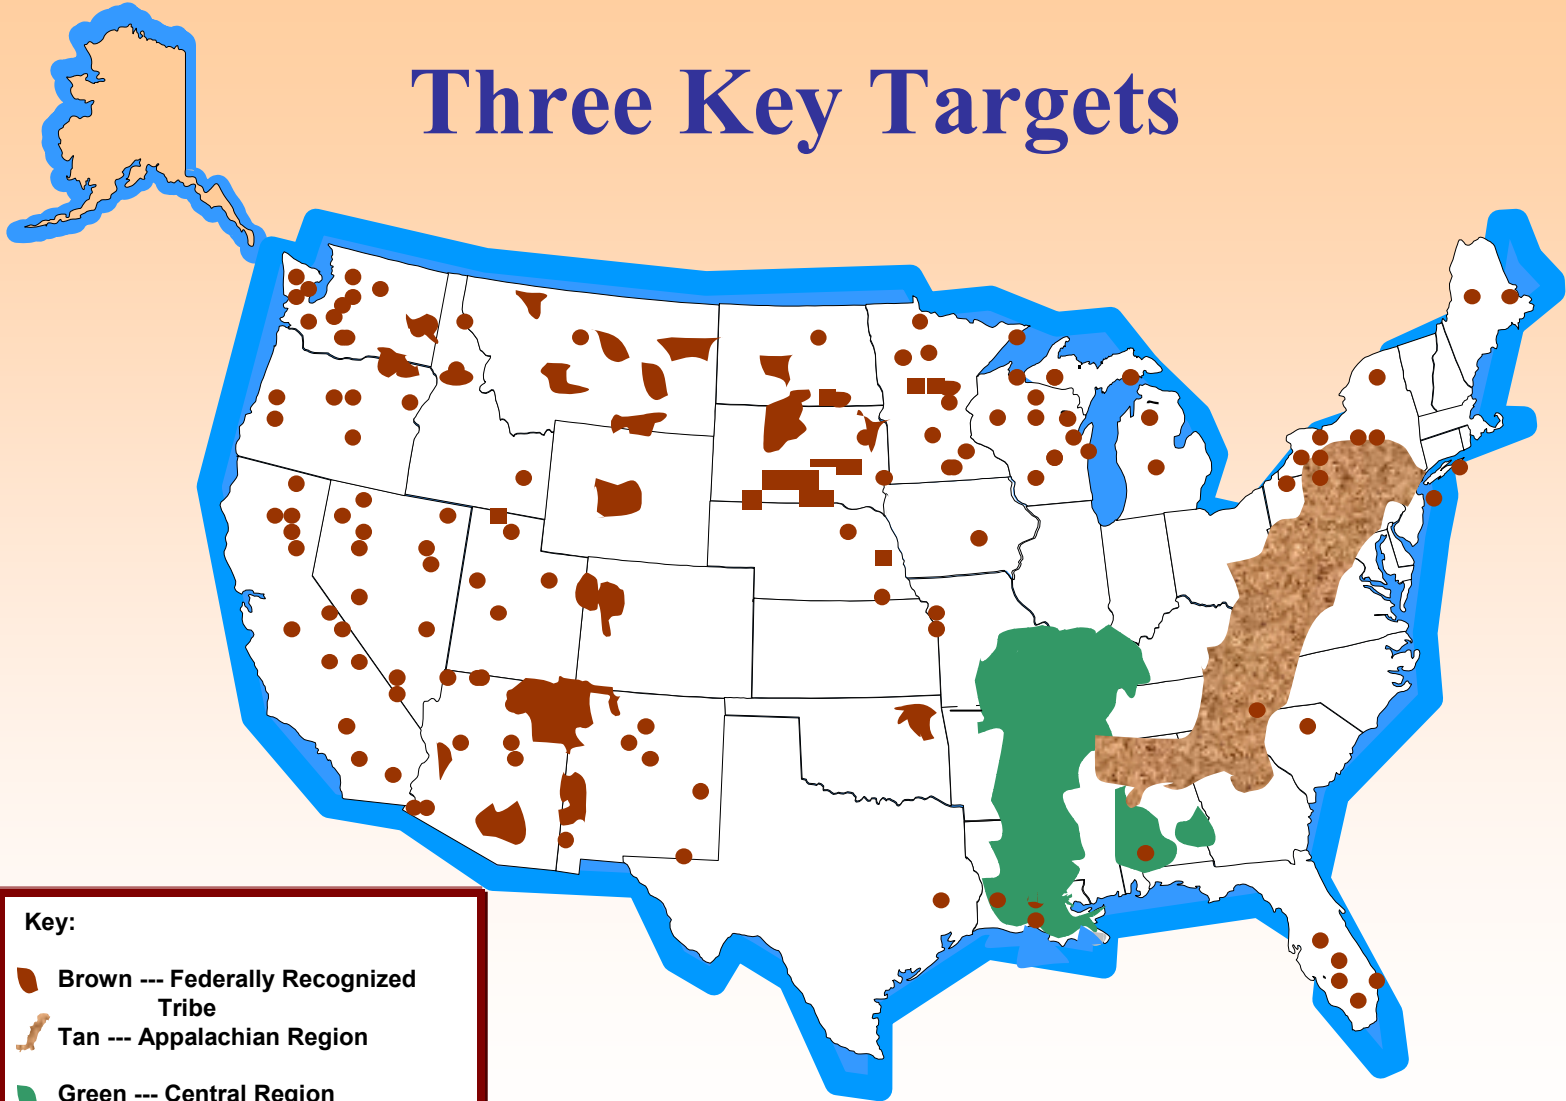 Three Key Targets
Key:
Brown --- Federally Recognized
Tribe
Tan --- Appalachian Region
Green --- Central Region